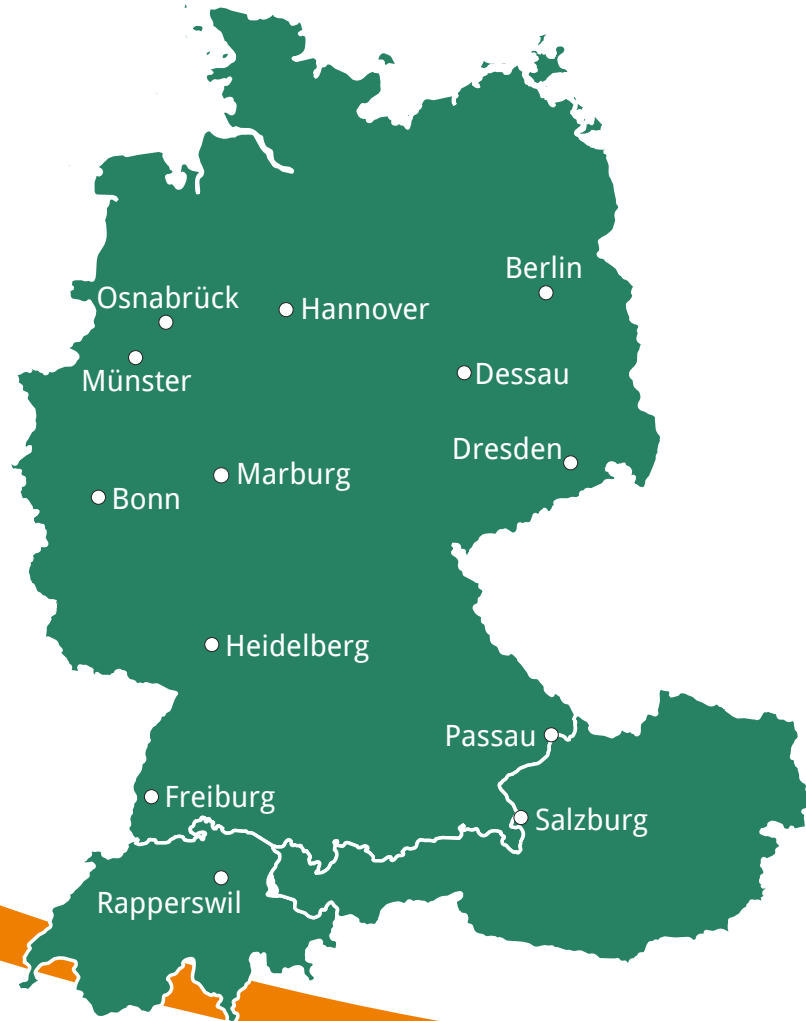 Berlin
Osnabrück
Hannover
Münster
Dessau
Dresden
Marburg
Bonn
Heidelberg
Passau
Freiburg
Salzburg
Rapperswil